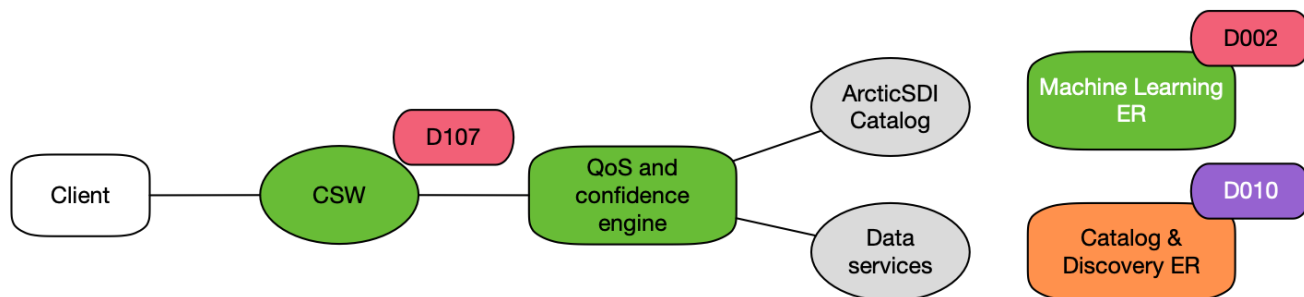 Client
CSW
D107
QoS and
confidence
engine
ArcticSDI
Catalog
Data
services
D002
Machine Learning
ER
D010
Catalog &
Discovery ER